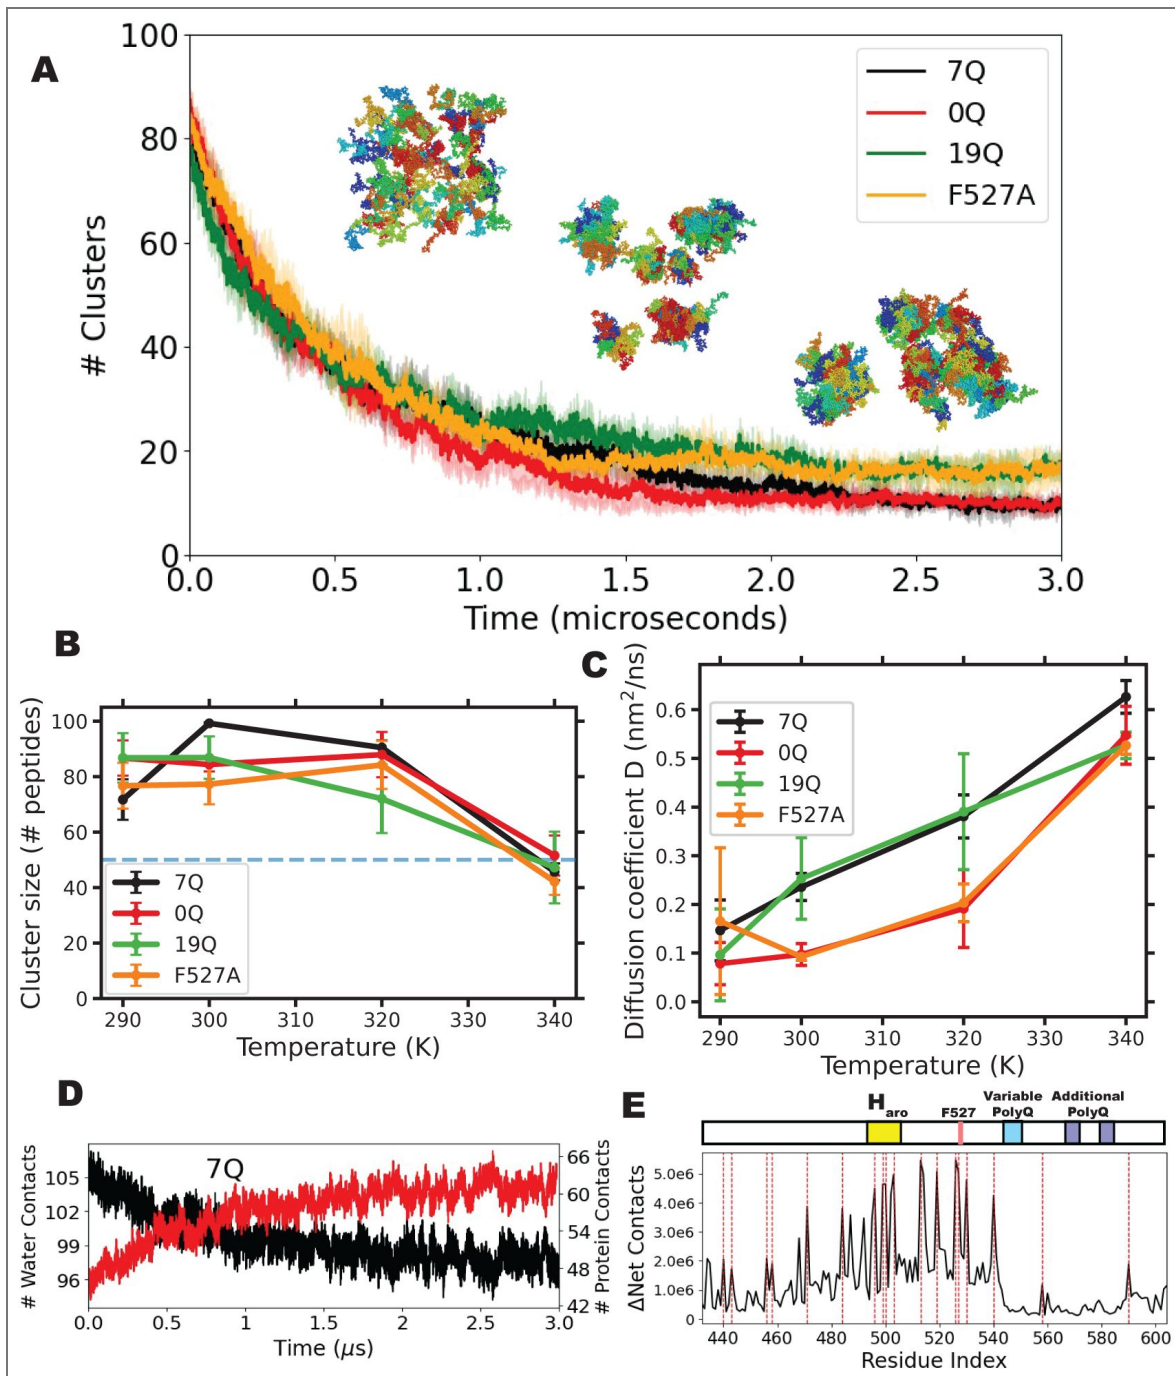 A
100
80
60
40
20
0
# Clusters
7Q
0Q
19Q
F527A
0.0 0.5 1.0 1.5 2.0 2.5 3.0
Time (microseconds)
B
Cluster size (# peptides)
100
80
60
40
20
0
7Q
0Q
19Q
F527A
290 300 310 320 330 340
Temperature (K)
C
Diffusion coefficient D (nm²/ns)
0.6
0.5
0.4
0.3
0.2
0.1
0.0
7Q
0Q
19Q
F527A
290 300 310 320 330 340
Temperature (K)
D
7Q
# Water Contacts
105
102
99
96
66
60
54
48
42
# Protein Contacts
0.0 0.5 1 1.5 2 2.5 3.0
Time (μs)
E
Haro
F527
Variable
PolyQ
Additional
PolyQ
ΔNet Contacts
5.0e6
4.0e6
3.0e6
2.0e6
1.0e6
0
440 460 480 500 520 540 560 580 600
Residue Index